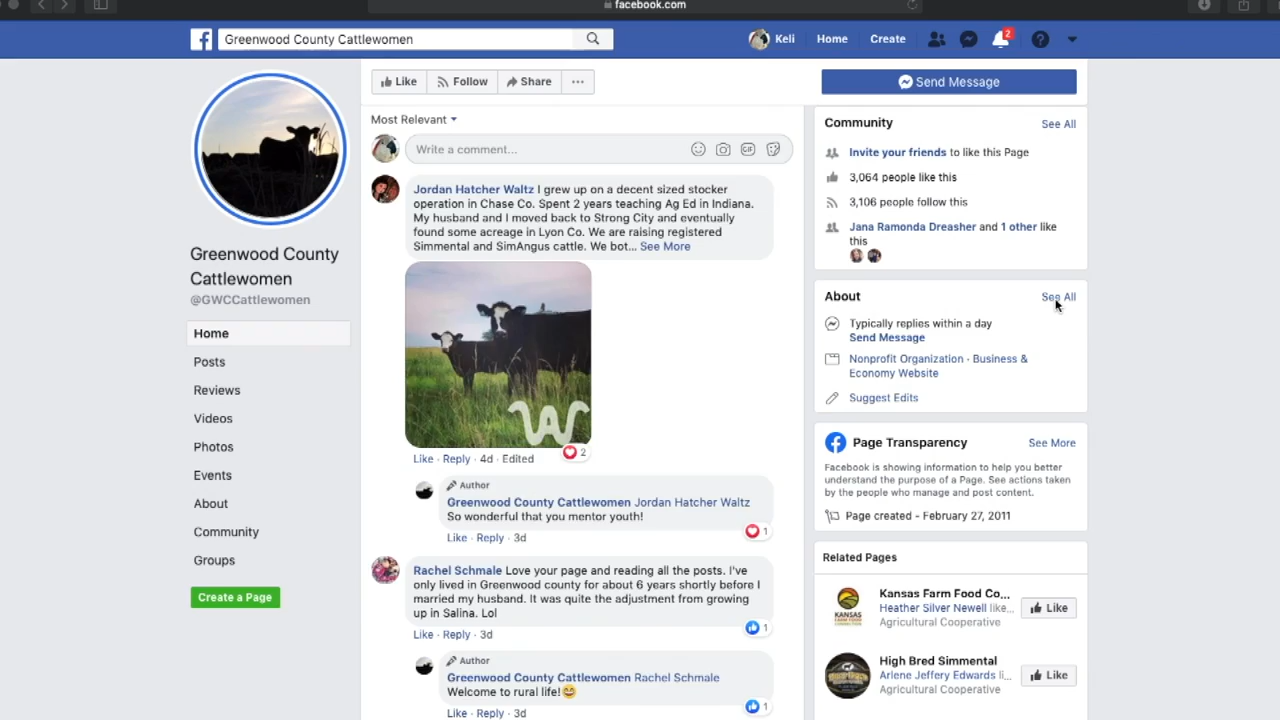 facebook.com
Greenwood County Cattlewomen
Keli
Home
Create
2
Greenwood County
Cattlewomen
@GWCCattlewomen
Home
Posts
Reviews
Videos
Photos
Events
About
Community
Groups
Create a Page
Like
Follow
Share
Send Message
Most Relevant
Write a comment...
GIF
Jordan Hatcher Waltz I grew up on a decent sized stocker
operation in Chase Co. Spent 2 years teaching Ag Ed in Indiana.
My husband and I moved back to Strong City and eventually
found some acreage in Lyon Co. We are raising registered
Simmental and SimAngus cattle. We bot... See More
Like · Reply · 4d · Edited
2
Author
Greenwood County Cattlewomen Jordan Hatcher Waltz
So wonderful that you mentor youth!
1
Like · Reply · 3d
Rachel Schmale Love your page and reading all the posts. I've
only lived in Greenwood county for about 6 years shortly before I
married my husband. It was quite the adjustment from growing
up in Salina. Lol
1
Like · Reply · 3d
Author
Greenwood County Cattlewomen Rachel Schmale
Welcome to rural life!😅
1
Like · Reply · 3d
Community
See All
Invite your friends to like this Page
3,064 people like this
3,106 people follow this
Jana Ramonda Dreasher and 1 other like
this
About
See All
Typically replies within a day
Send Message
Nonprofit Organization · Business &
Economy Website
Suggest Edits
Page Transparency
See More
Facebook is showing information to help you better
understand the purpose of a Page. See actions taken
by the people who manage and post content.
Page created - February 27, 2011
Related Pages
KANSAS
FARM FOOD
Kansas Farm Food Co...
Heather Silver Newell like...
Agricultural Cooperative
Like
High Bred Simmental
Arlene Jeffery Edwards li...
Agricultural Cooperative
Like